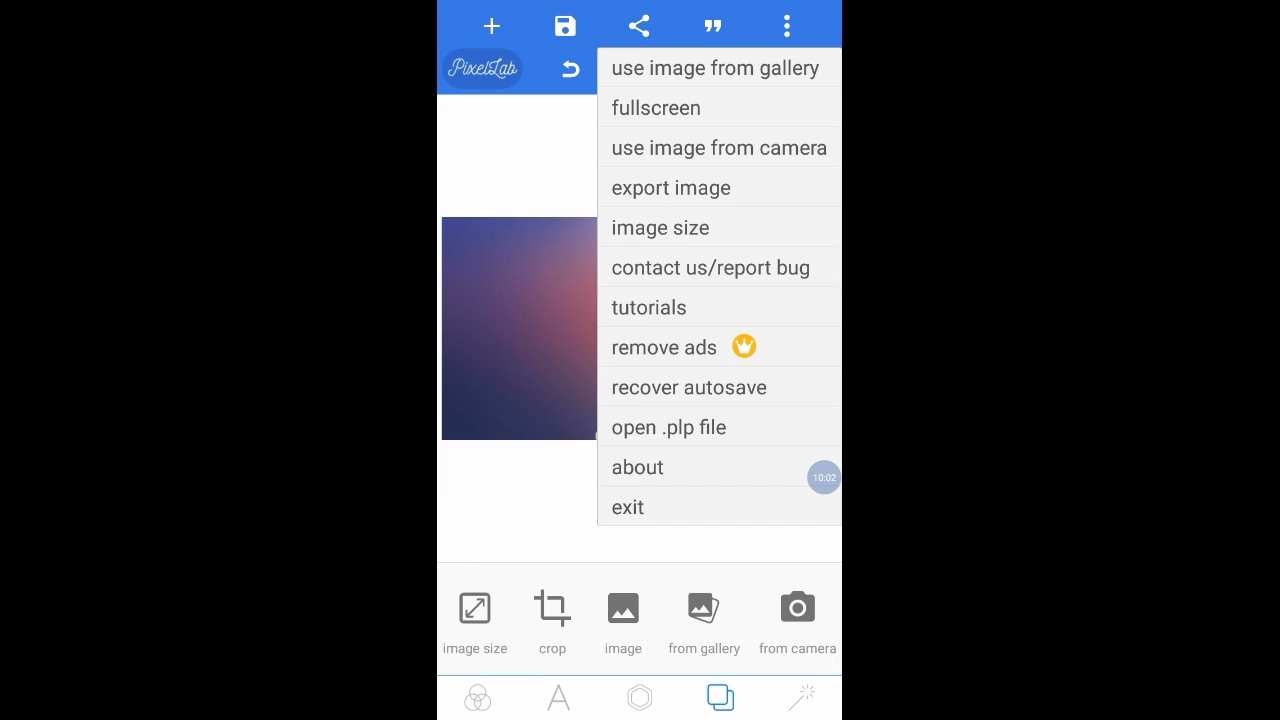 PixelLab
use image from gallery
fullscreen
use image from camera
export image
image size
contact us/report bug
tutorials
remove ads
recover autosave
open .plp file
about
10:02
exit
image size
crop
image
from gallery
from camera